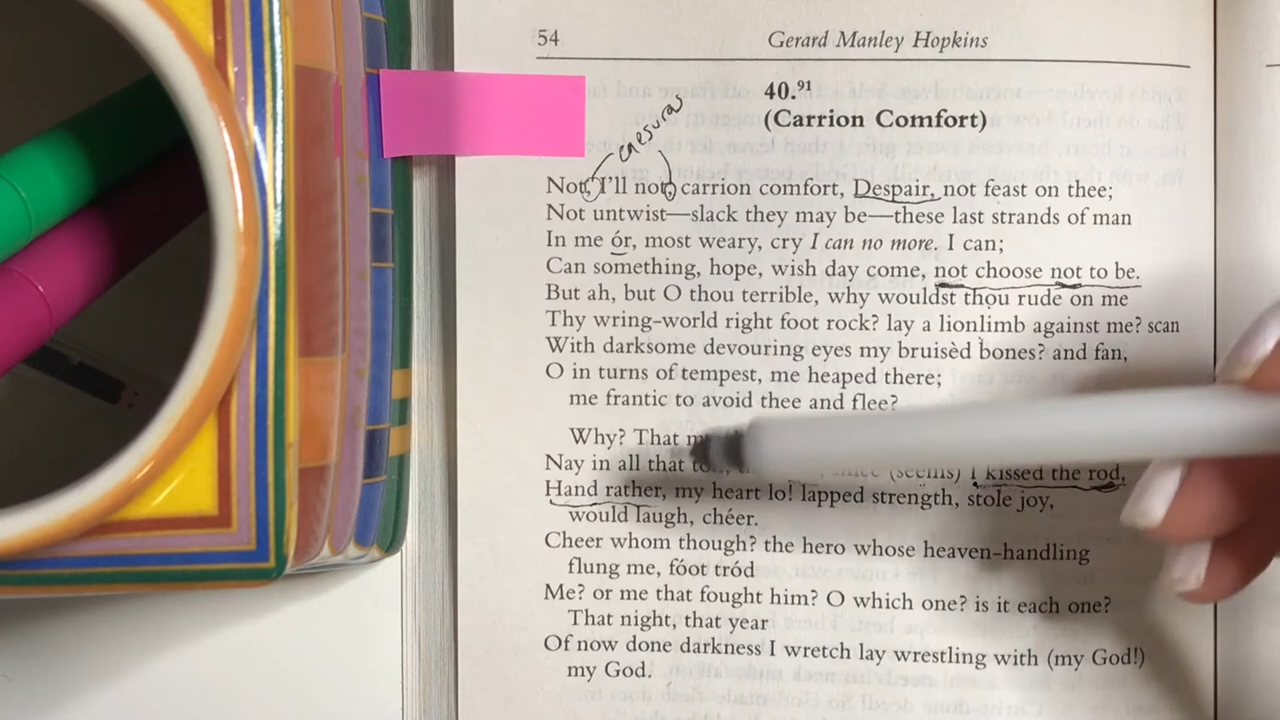 54
Gerard Manley Hopkins
40.91
(Carrion Comfort)
caesuras
Not, I'll not, carrion comfort, Despair, not feast on thee;
Not untwist—slack they may be—these last strands of man
In me ór, most weary, cry I can no more. I can;
Can something, hope, wish day come, not choose not to be.
But ah, but O thou terrible, why wouldst thou rude on me
Thy wring-world right foot rock? lay a lionlimb against me? scan
With darksome devouring eyes my bruisèd bones? and fan,
O in turns of tempest, me heaped there;
me frantic to avoid thee and flee?
Why? That
Nay in all that (seems) I kissed the rod,
Hand rather, my heart lo! lapped strength, stole joy,
would laugh, chéer.
Cheer whom though? the hero whose heaven-handling
flung me, fóot tród
Me? or me that fought him? O which one? is it each one?
That night, that year
Of now done darkness I wretch lay wrestling with (my God!)
my God.